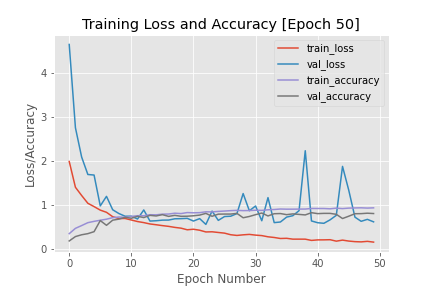 Training Loss and Accuracy [Epoch 50]
train_loss
val_loss
train_accuracy
val_accuracy
Loss/Accuracy
4
3
2
1
0
0
10
20
30
40
50
Epoch Number